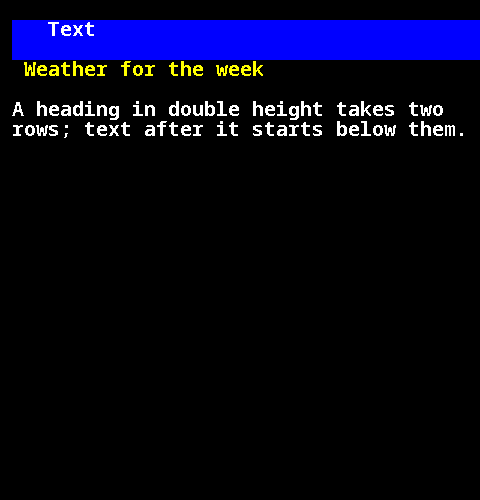 Text
Weather for the week
A heading in double height takes two
rows; text after it starts below them.